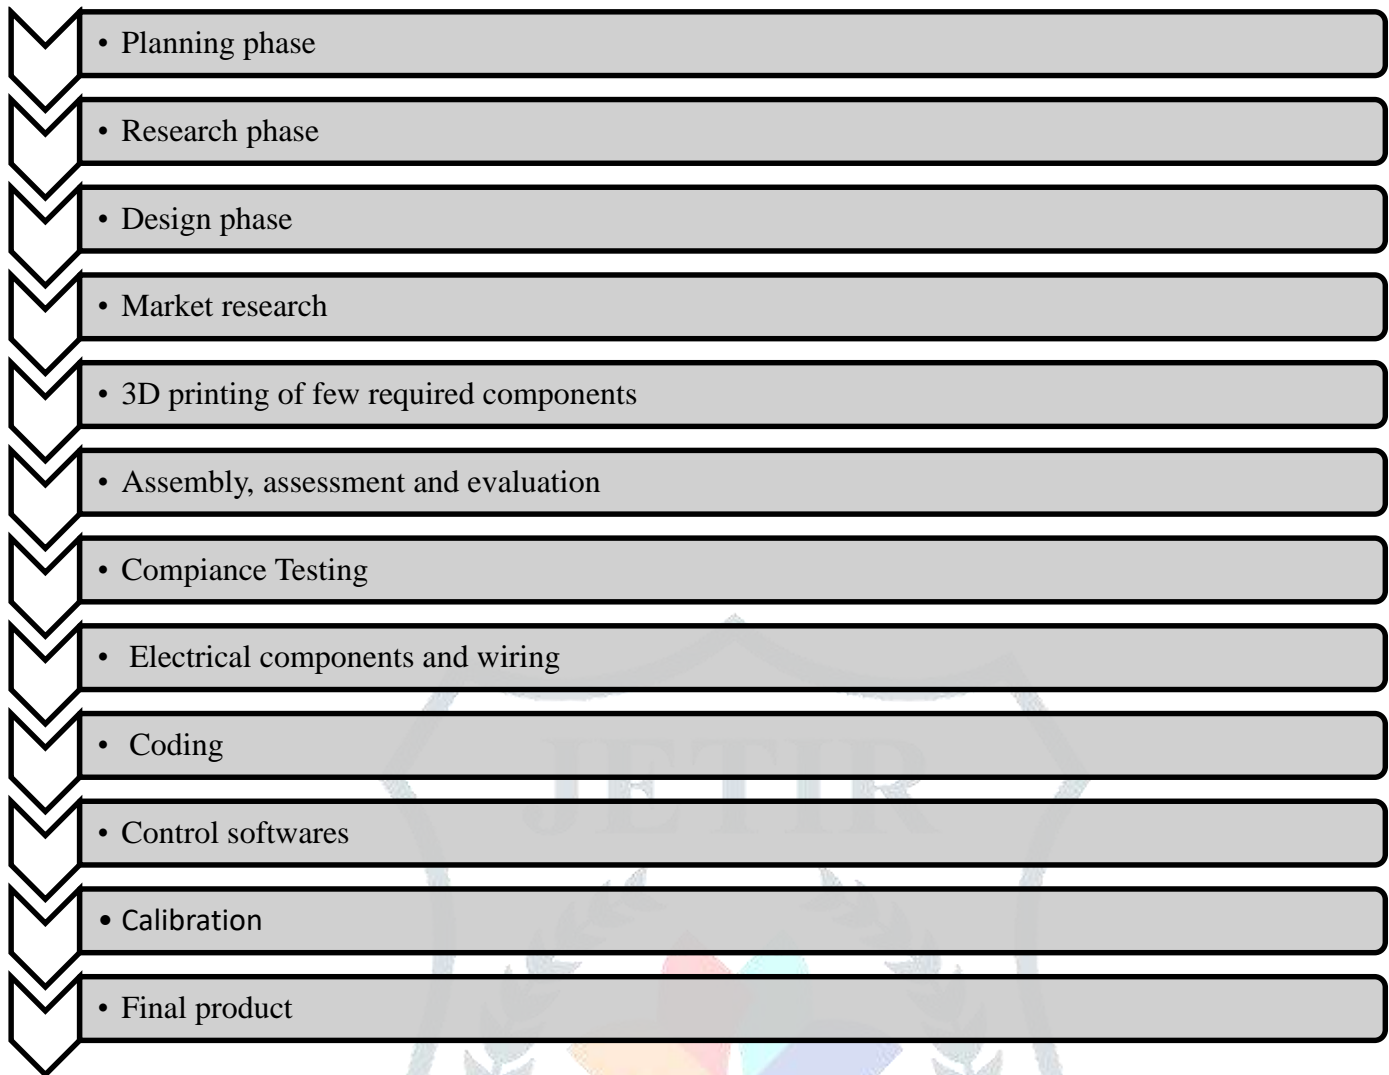 • Planning phase
• Research phase
• Design phase
• Market research
• 3D printing of few required components
• Assembly, assessment and evaluation
• Compiance Testing
• Electrical components and wiring
• Coding
JETIR
• Control softwares
• Calibration
• Final product